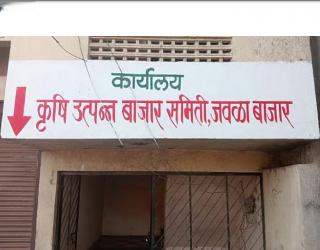 कार्यालय
कृषि उत्पन्न बाजार समिती, जवळा बाजार